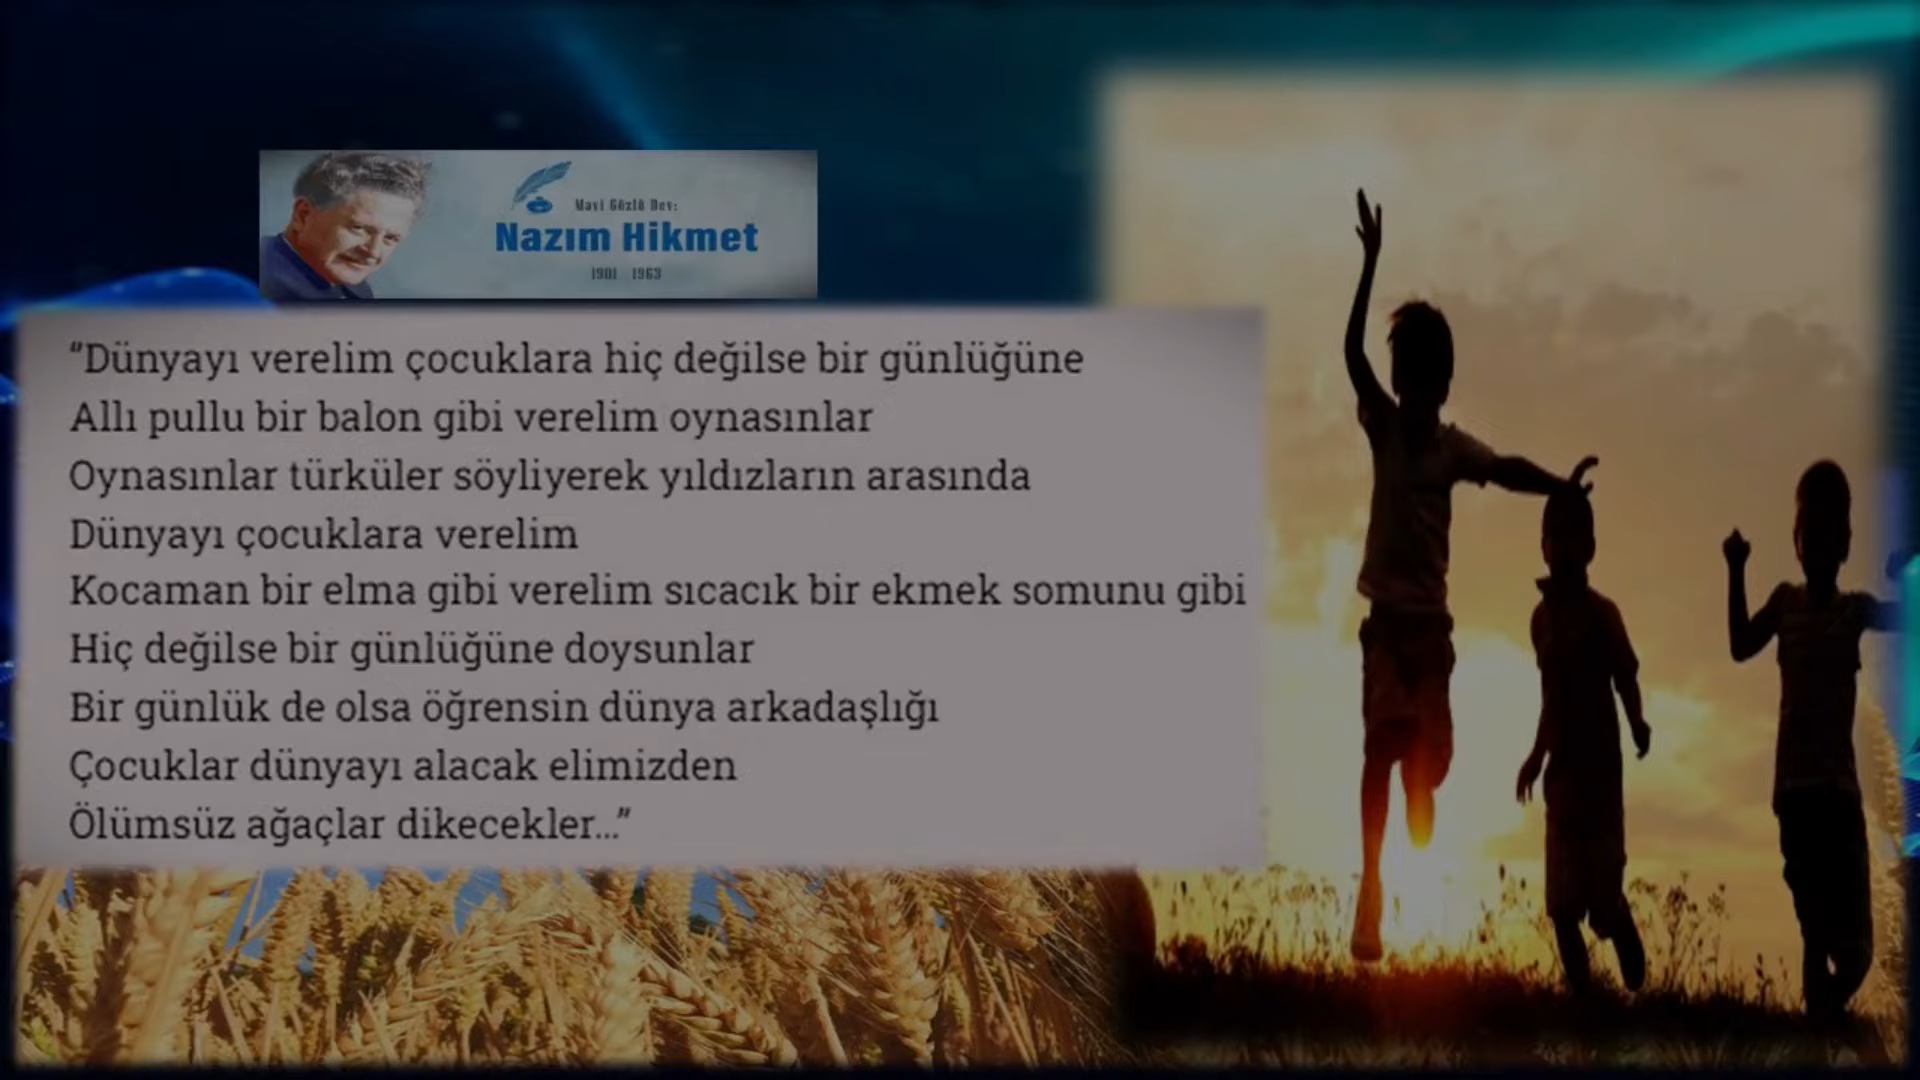 Mavi Gözlü Dev:
Nazım Hikmet
1901 1963
“Dünyayı verelim çocuklara hiç değilse bir günlüğüne
Allı pullu bir balon gibi verelim oynasınlar
Oynasınlar türküler söyliyerek yıldızların arasında
Dünyayı çocuklara verelim
Kocaman bir elma gibi verelim sıcacık bir ekmek somunu gibi
Hiç değilse bir günlüğüne doysunlar
Bir günlük de olsa öğrensin dünya arkadaşlığı
Çocuklar dünyayı alacak elimizden
Ölümsüz ağaçlar dikecekler...”